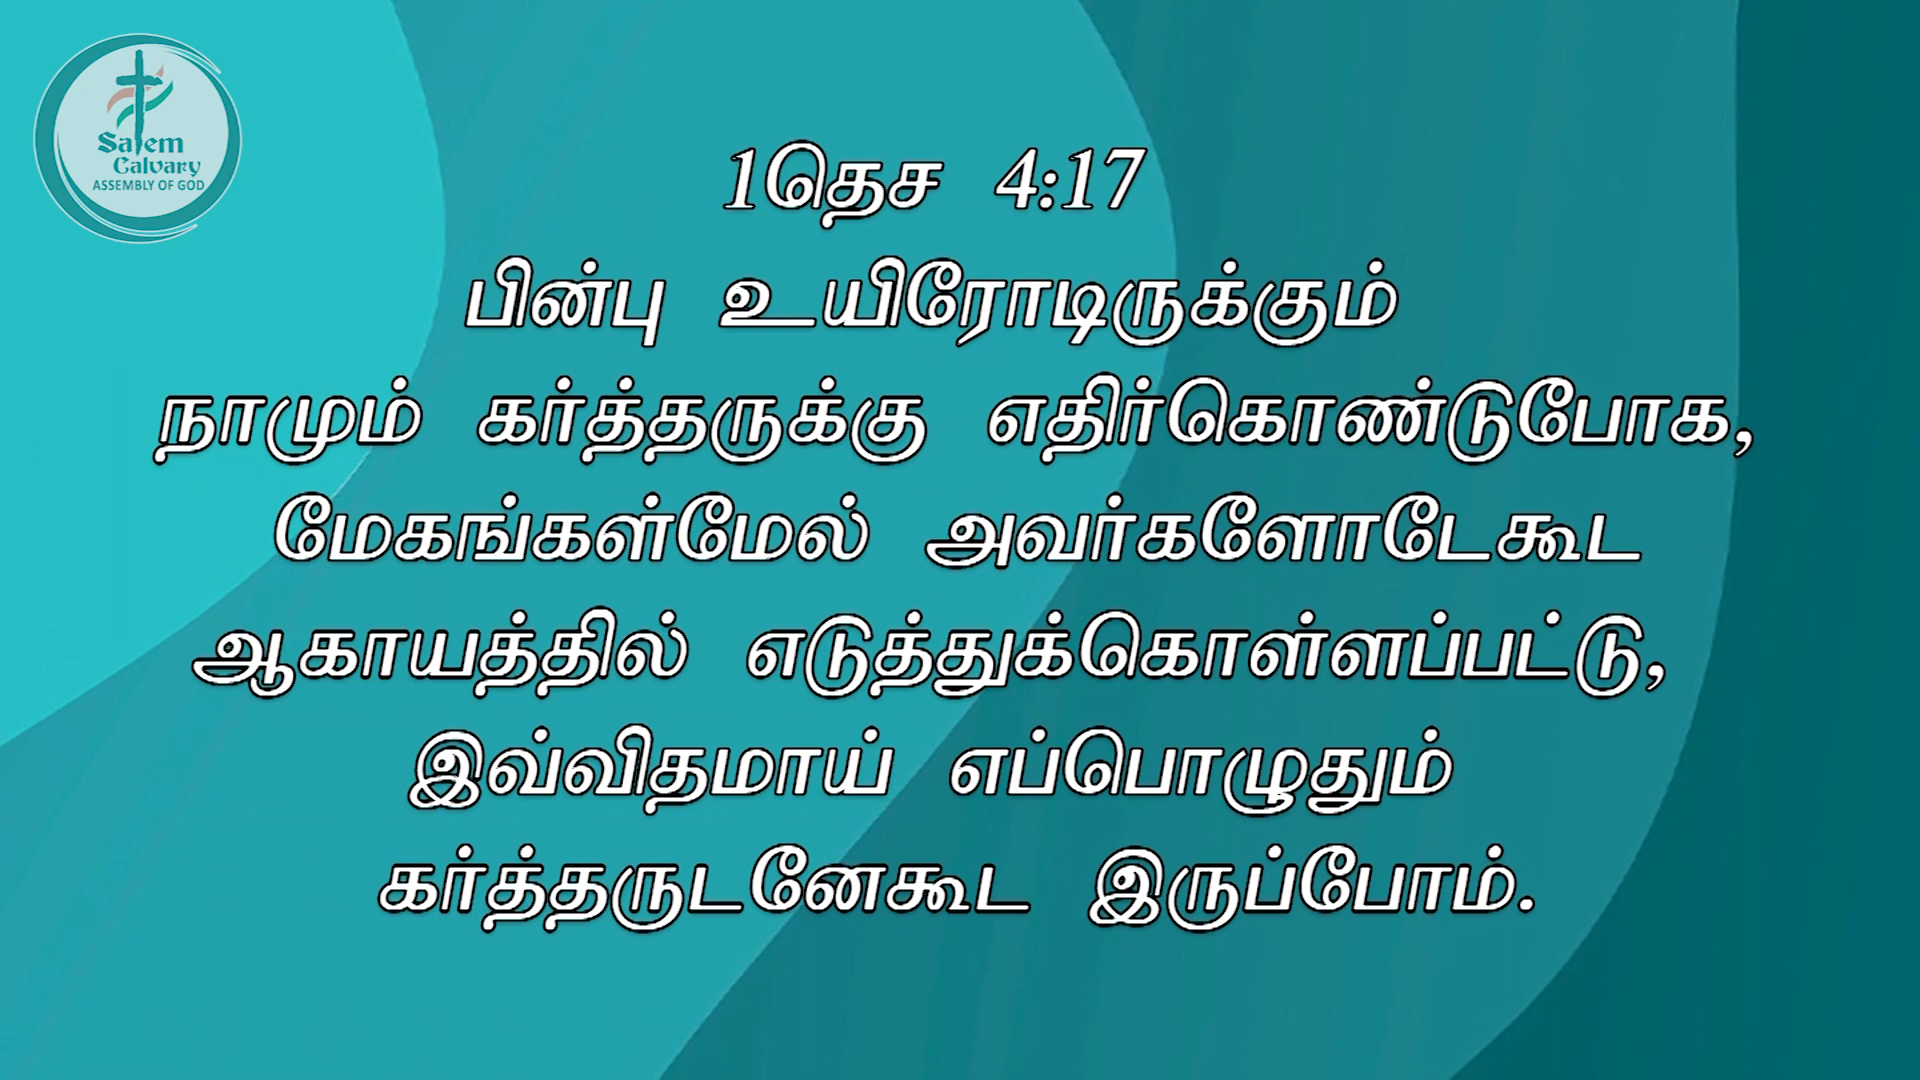 Salem
Calvary
ASSEMBLY OF GOD
1தெச 4:17
பின்பு உயிரோடிருக்கும்
நாமும் கர்த்தருக்கு எதிர்கொண்டுபோக,
மேகங்கள்மேல் அவர்களோடேகூட
ஆகாயத்தில் எடுத்துக்கொள்ளப்பட்டு,
இவ்விதமாய் எப்பொழுதும்
கர்த்தருடனேகூட இருப்போம்.